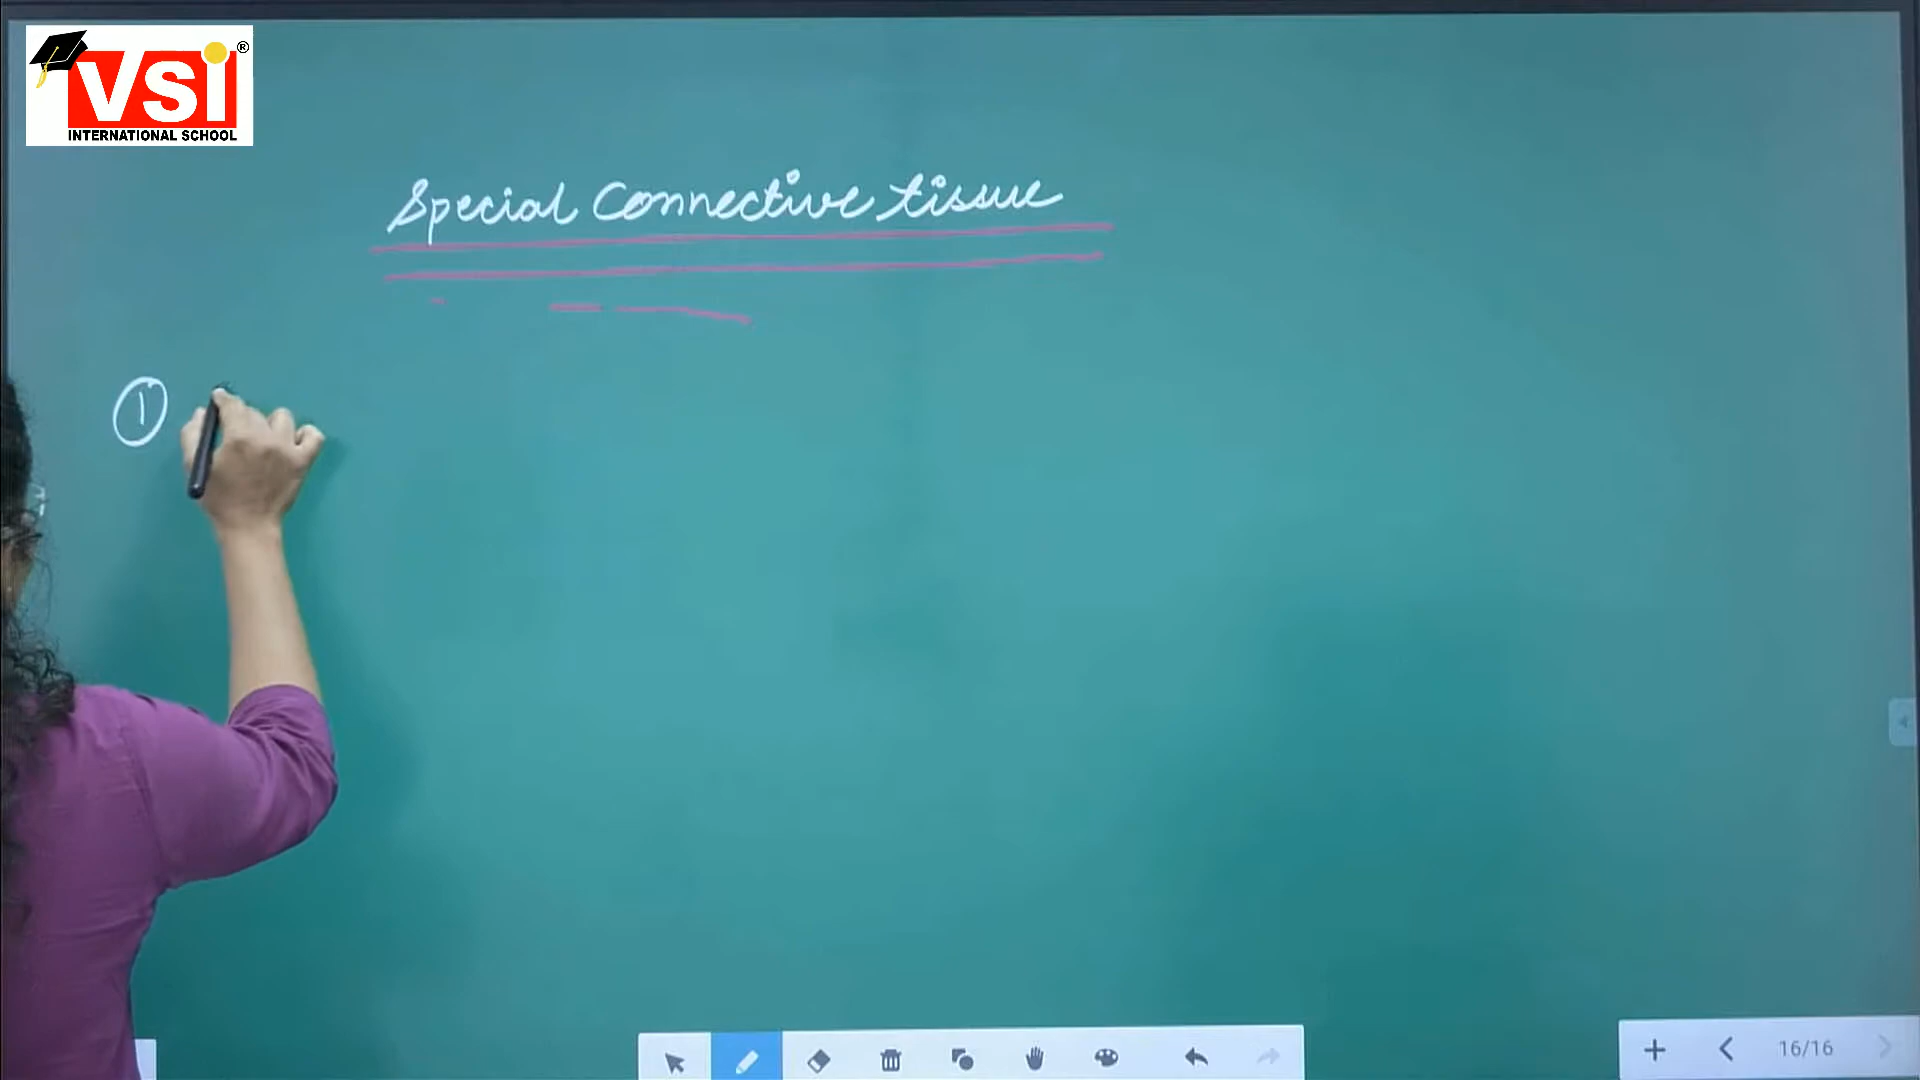 VSI ®
INTERNATIONAL SCHOOL
Special Connective tissue
①
16/16